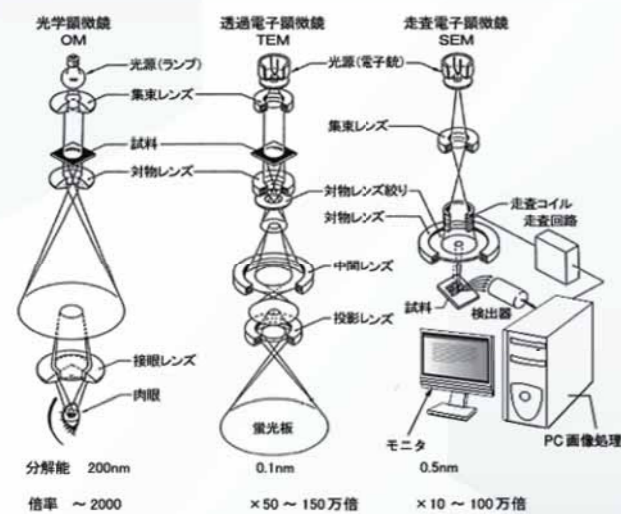 光学顕微鏡
OM
透過電子顕微鏡
TEM
走査電子顕微鏡
SEM
光源(ランプ)
光源(電子銃)
集束レンズ
集束レンズ
試料
対物レンズ
対物レンズ絞り
対物レンズ
走査コイル
走査回路
中間レンズ
試料
検出器
投影レンズ
接眼レンズ
肉眼
蛍光板
モニタ
PC画像処理
分解能 200nm
0.1nm
0.5nm
倍率 ~2000
×50~150万倍
×10~100万倍